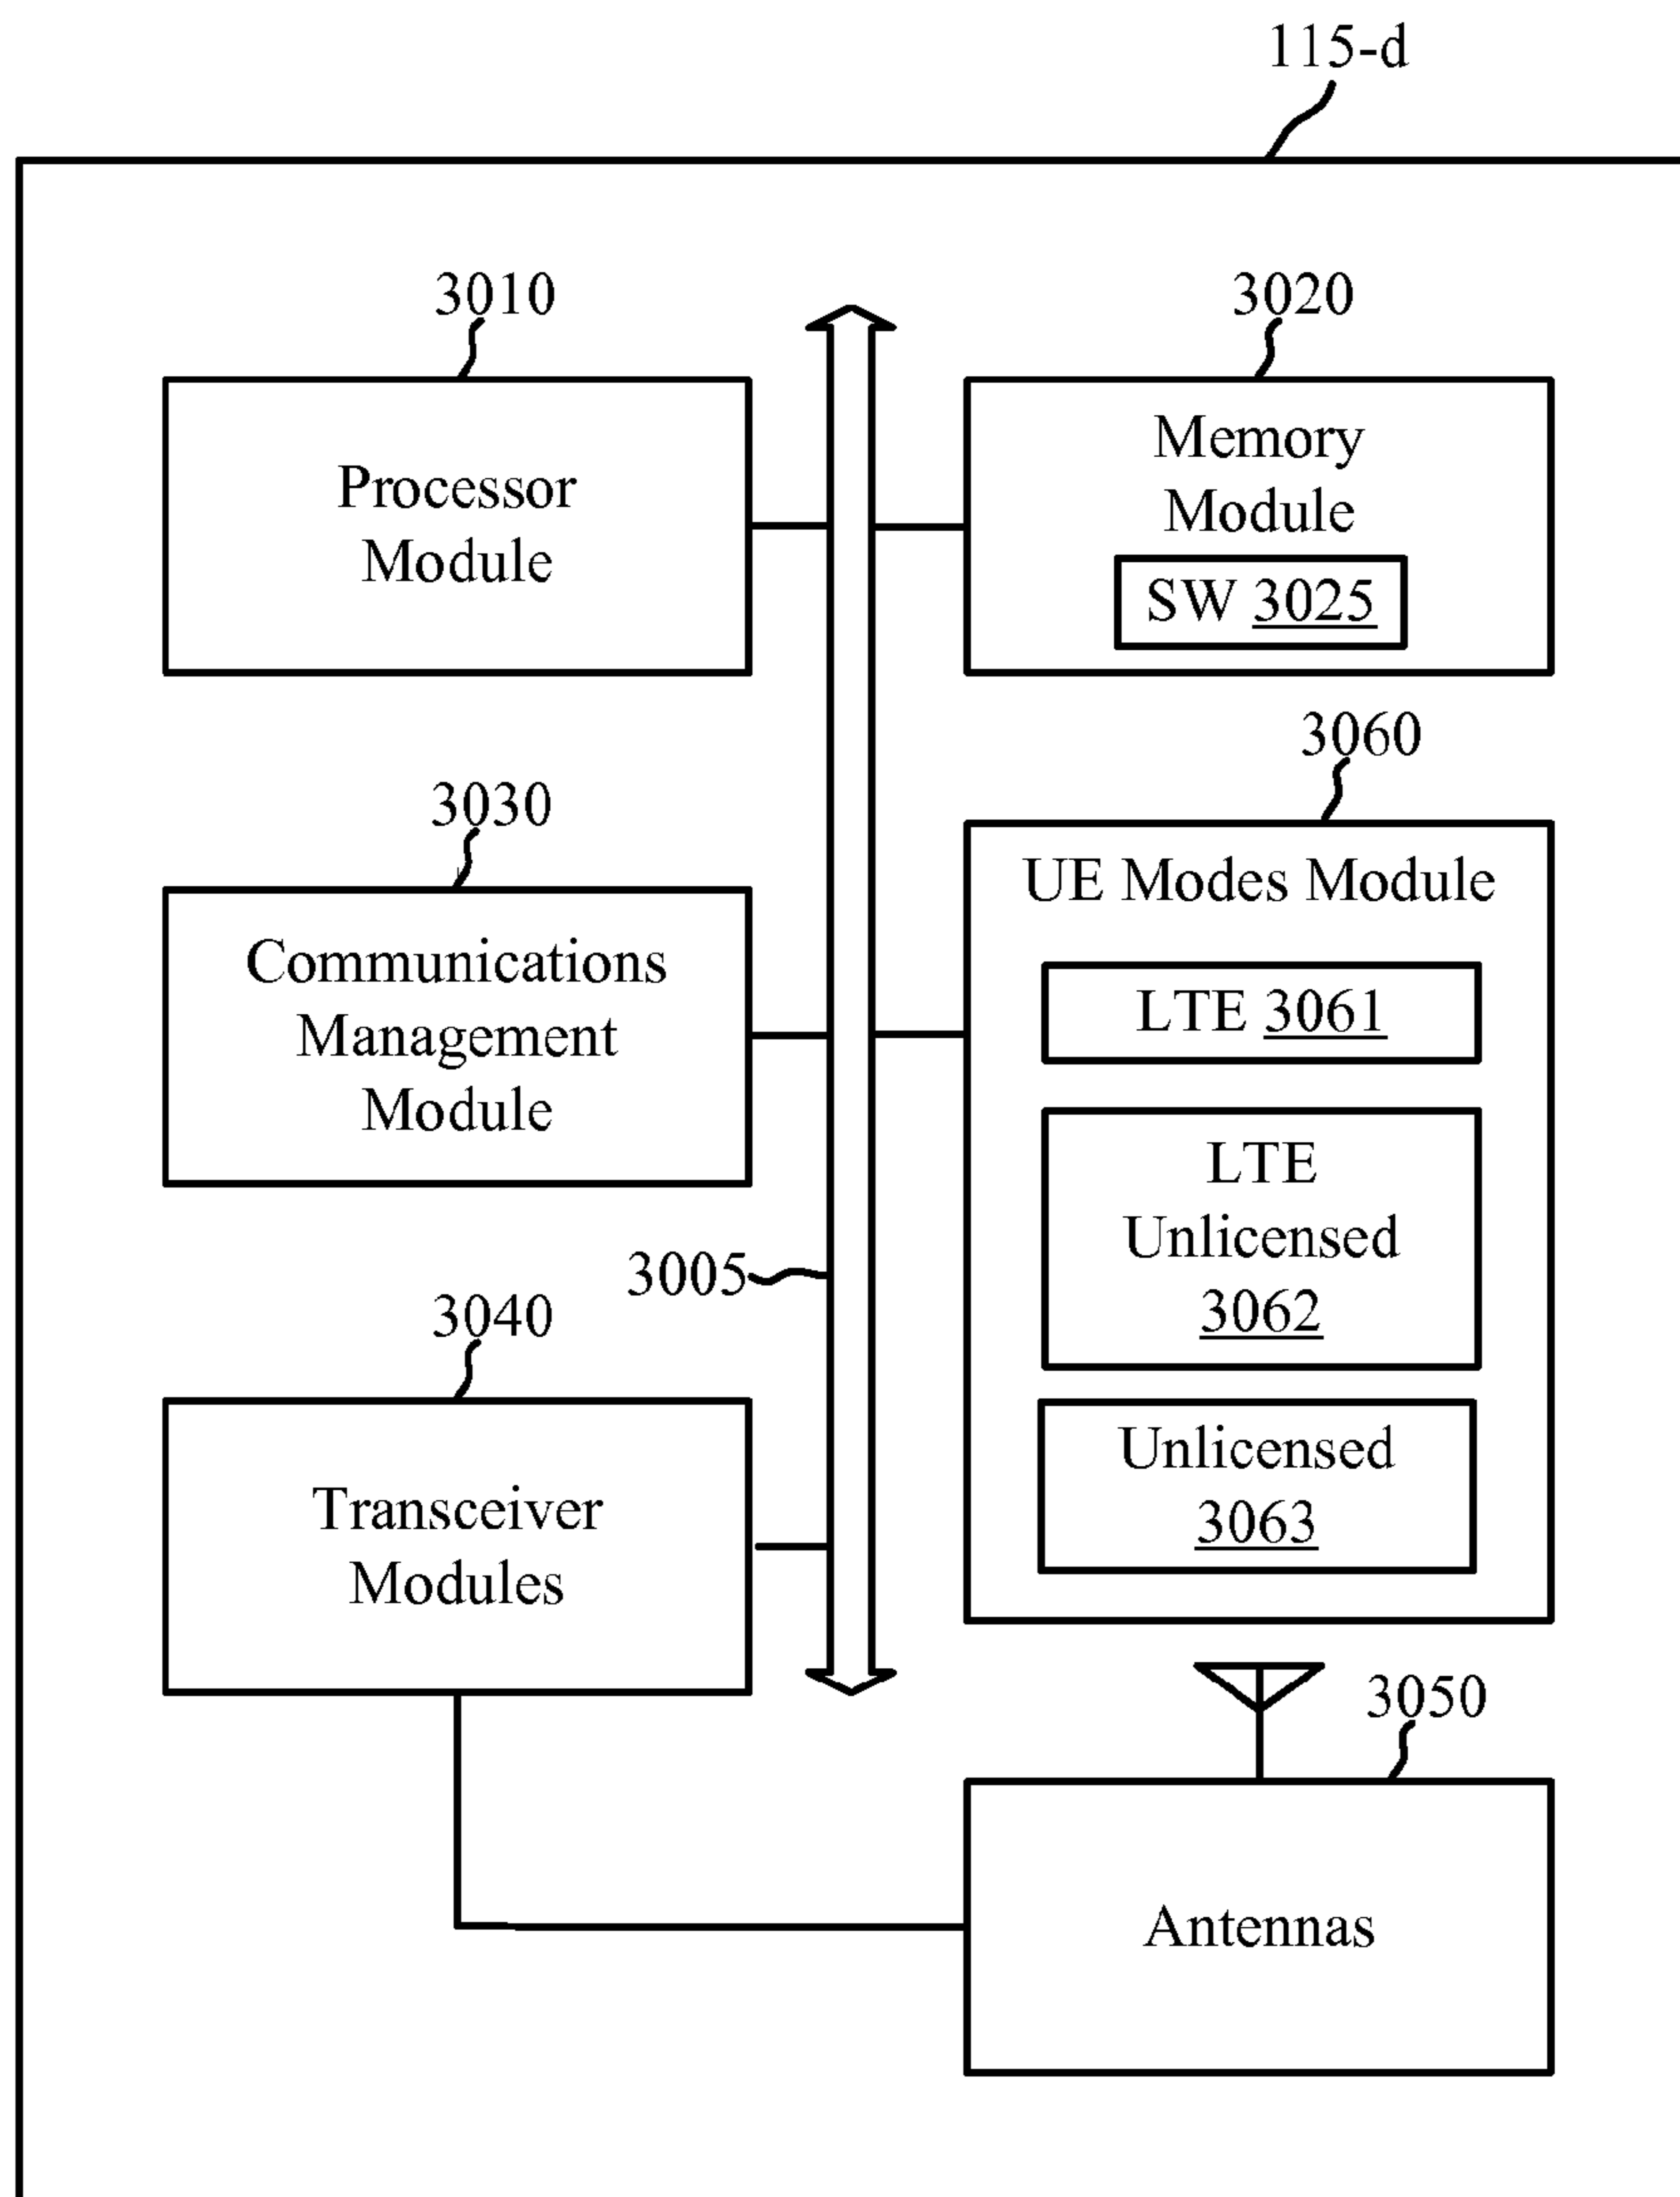 115-d
3010
Processor
Module
3020
Memory
Module
SW 3025
3030
Communications
Management
Module
3060
UE Modes Module
LTE 3061
LTE
Unlicensed
3062
Unlicensed
3063
3005
3040
Transceiver
Modules
3050
Antennas